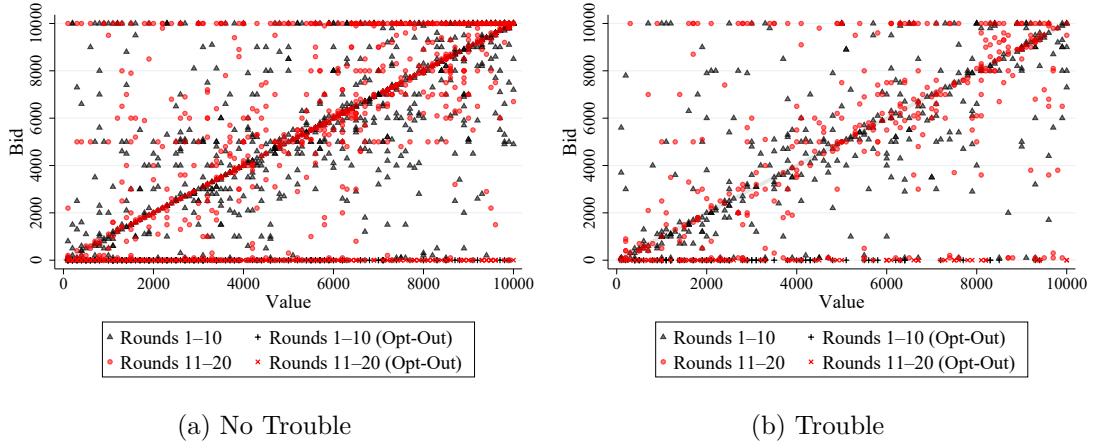 10000
8000
6000
4000
2000
0
Bid
0 2000 4000 6000 8000 10000
Value
Rounds 1–10 Rounds 1–10 (Opt-Out)
Rounds 11–20 Rounds 11–20 (Opt-Out)
(a) No Trouble
10000
8000
6000
4000
2000
0
Bid
0 2000 4000 6000 8000 10000
Value
Rounds 1–10 Rounds 1–10 (Opt-Out)
Rounds 11–20 Rounds 11–20 (Opt-Out)
(b) Trouble